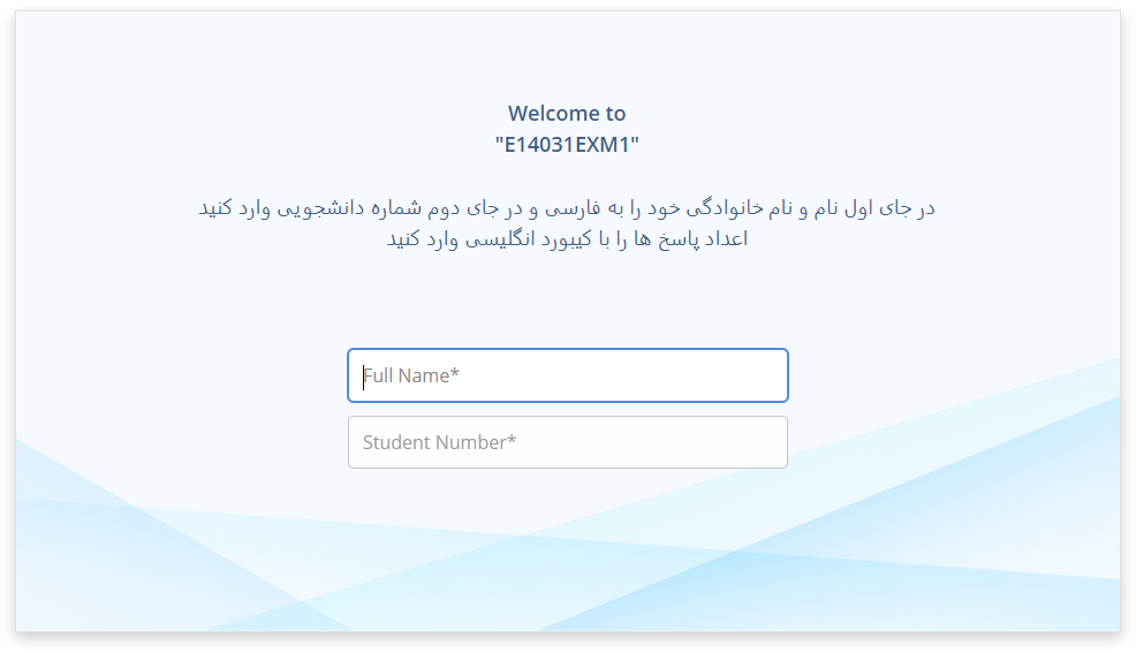 Welcome to
"E14031EXM1"
در جای اول نام و نام خانوادگی خود را به فارسی و در جای دوم شماره دانشجویی وارد کنید
اعداد پاسخ ها را با کیبورد انگلیسی وارد کنید
Full Name*
Student Number*